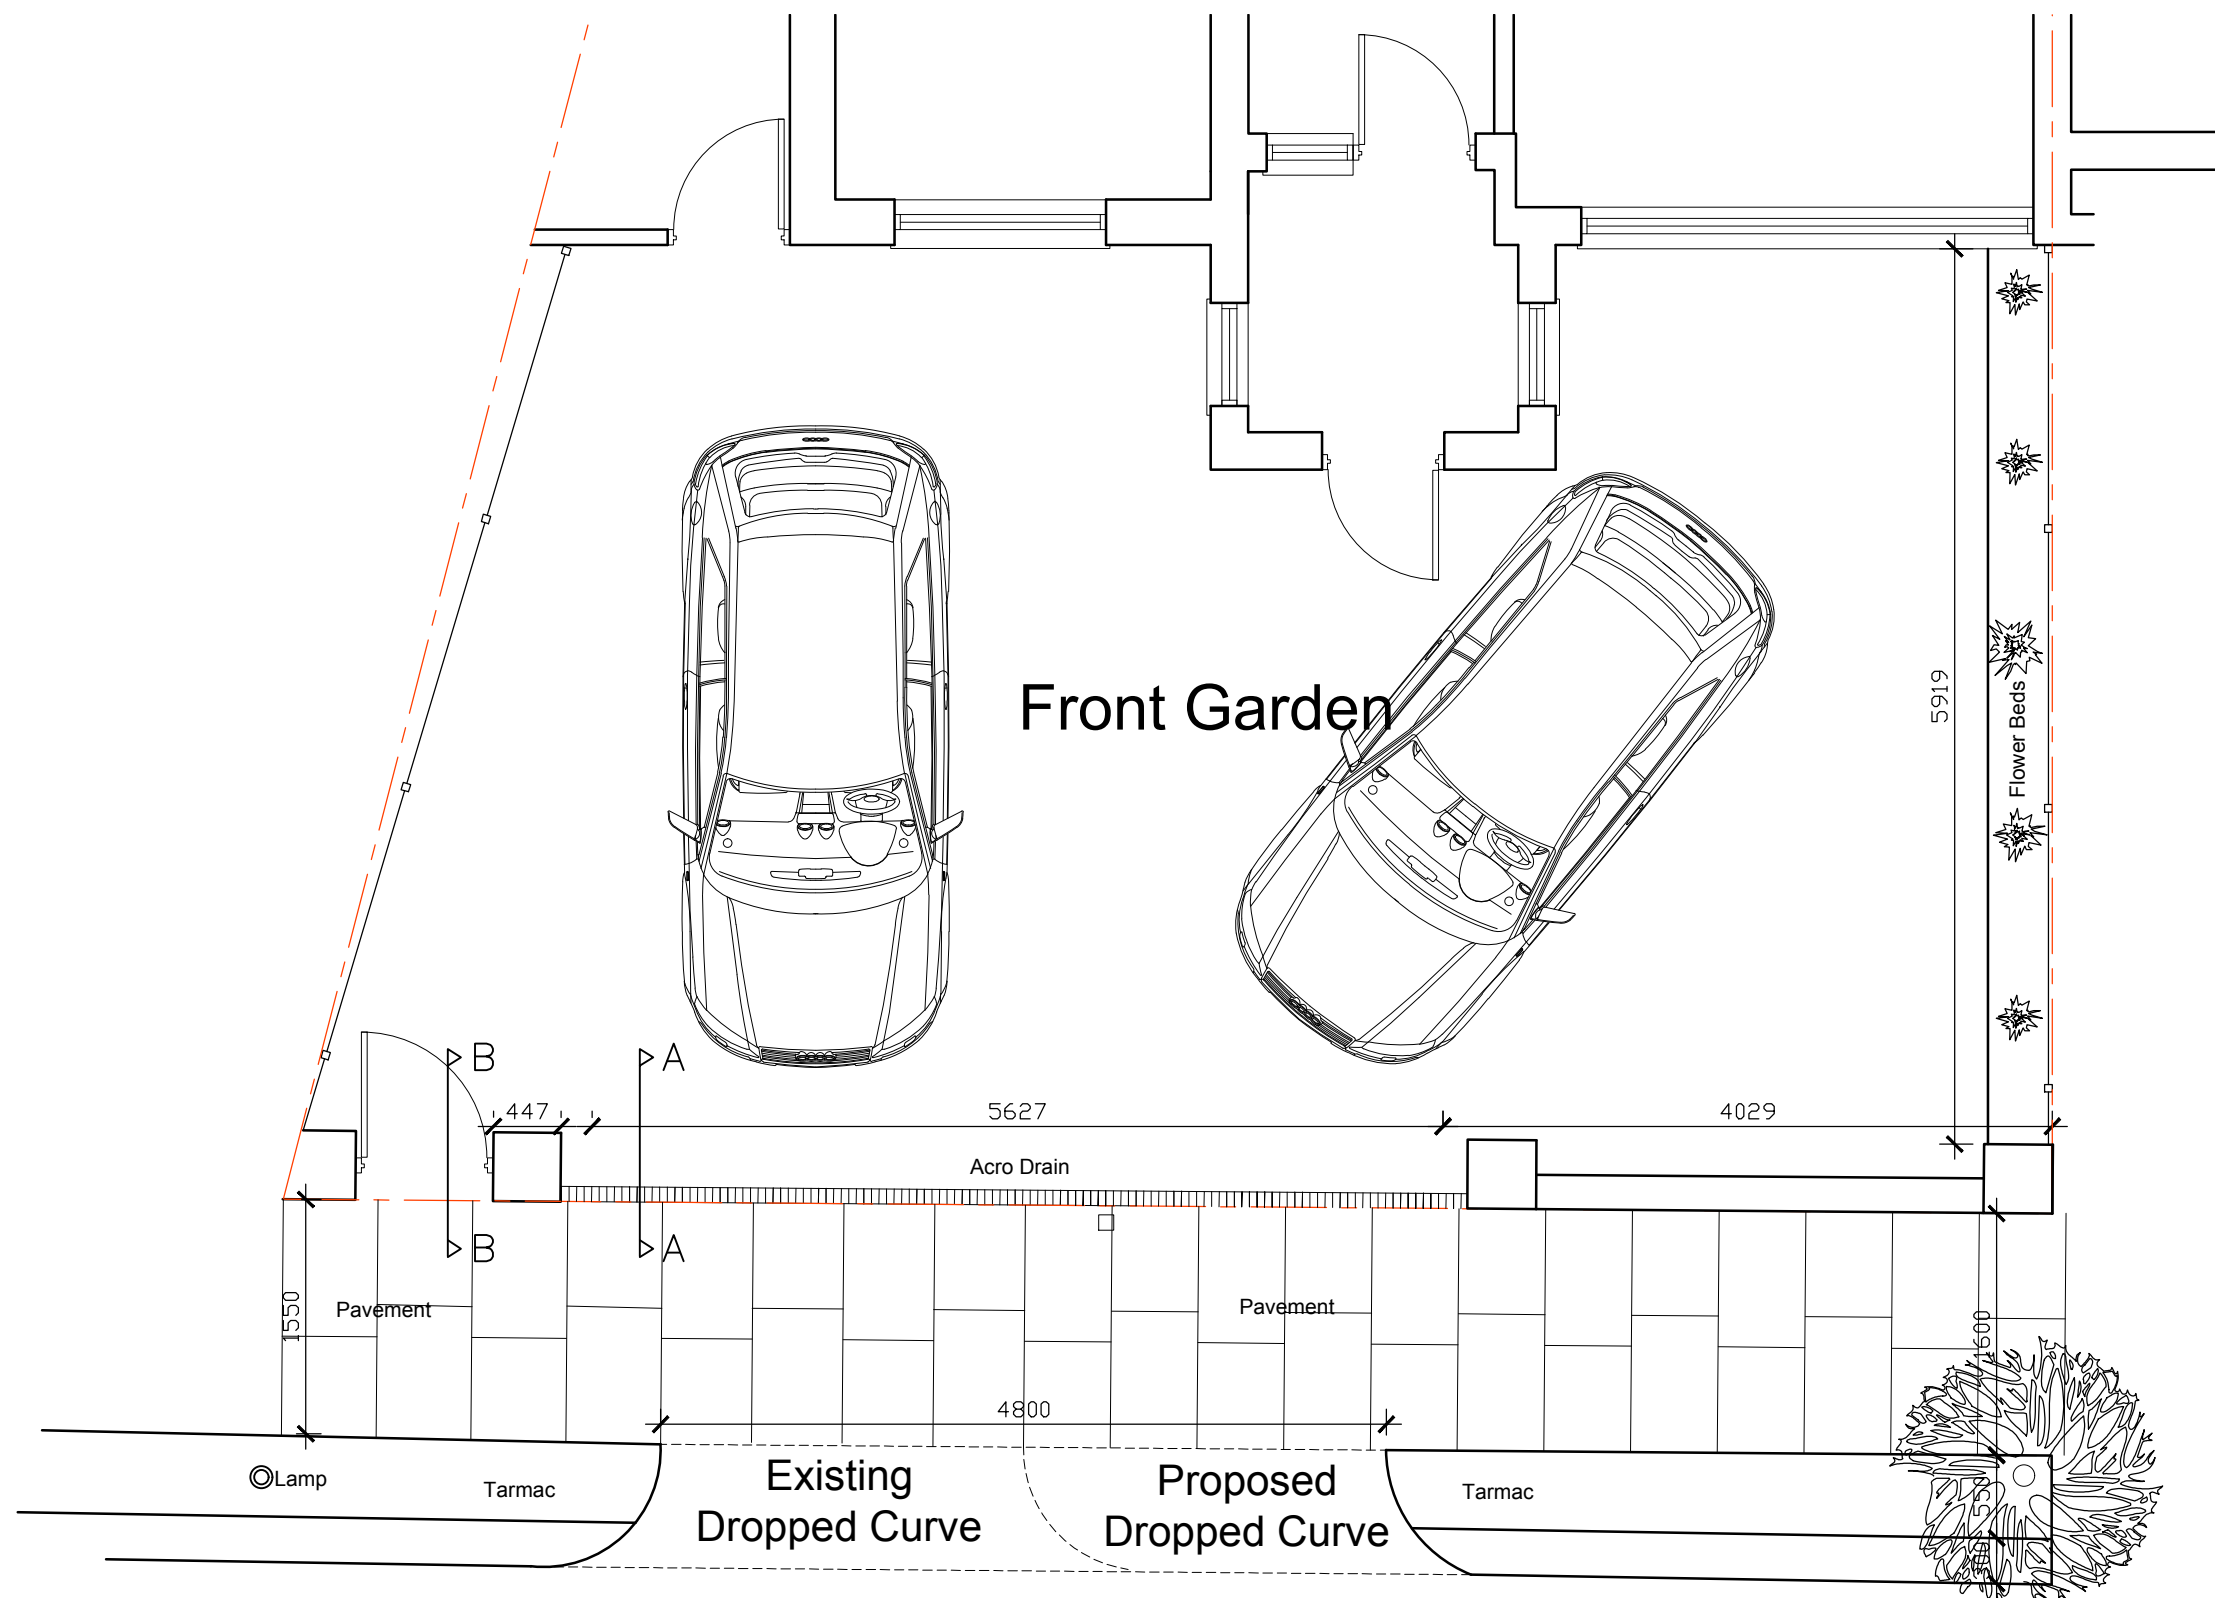 Front Garden
5919
Flower Beds
B
A
447
5627
4029
Acro Drain
B
A
1550
Pavement
Pavement
1600
4800
Lamp
Tarmac
Existing
Dropped Curve
Proposed
Dropped Curve
Tarmac
550